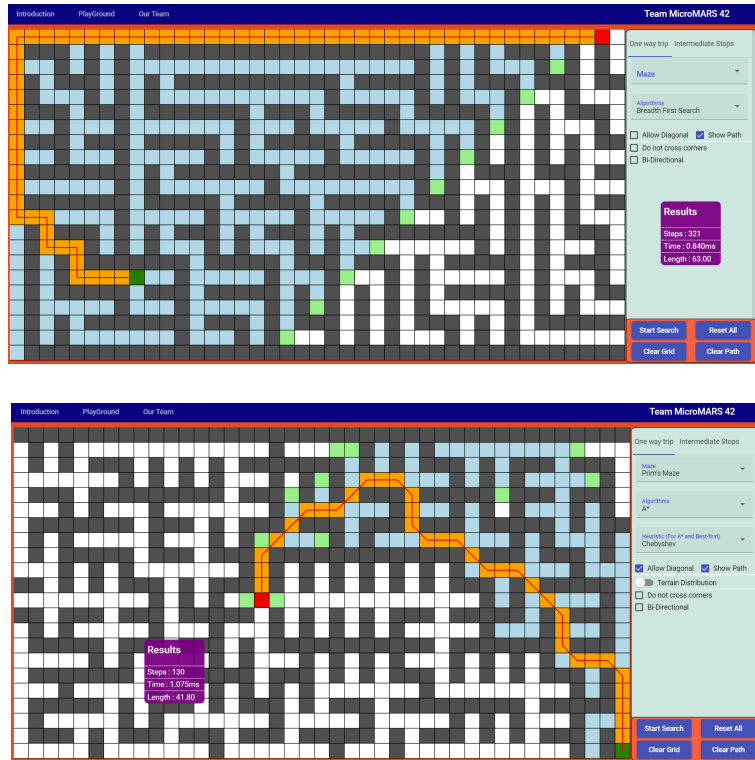 Introduction PlayGround Our Team Team MicroMARS 42
One way trip Intermediate Stops
Maze
Algorithms
Breadth First Search
Allow Diagonal Show Path
Do not cross corners
Bi-Directional
Results
Steps : 321
Time : 0.840ms
Length : 63.00
Start Search Reset All
Clear Grid Clear Path
Introduction PlayGround Our Team Team MicroMARS 42
One way trip Intermediate Stops
Maze
Prim's Maze
Algorithms
A*
Heuristic (For A* and Best-first)
Chebyshev
Allow Diagonal Show Path
Terrain Distribution
Do not cross corners
Bi-Directional
Results
Steps : 130
Time : 1.075ms
Length : 41.80
Start Search Reset All
Clear Grid Clear Path